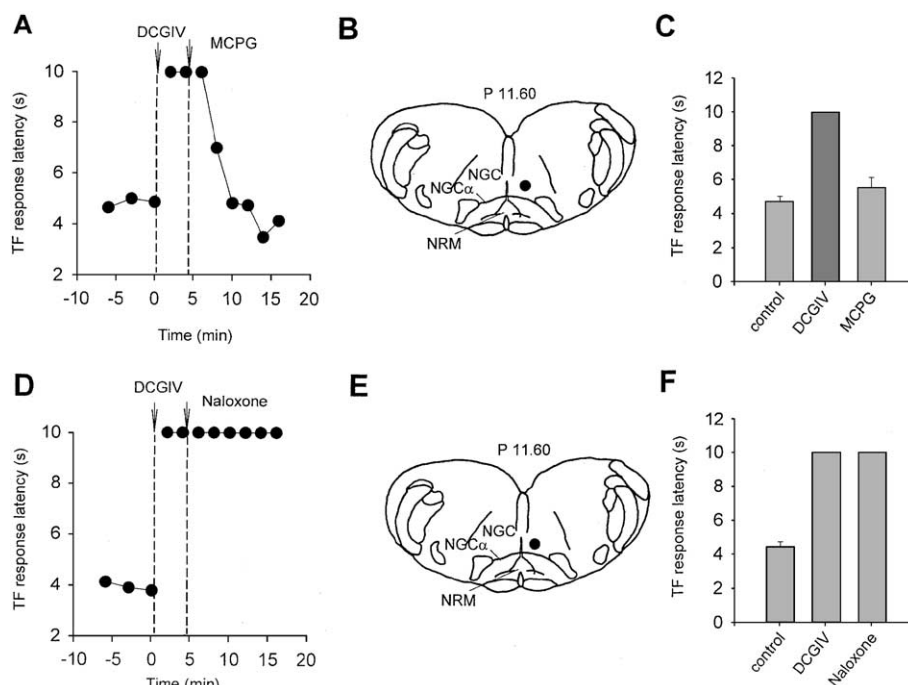 A
DCGIV
MCPG
10
8
6
4
2
TF response latency (s)
-10 -5 0 5 10 15 20
Time (min)
B
P 11.60
NGC
NGCα
NRM
C
12
10
8
6
4
2
0
TF response latency (s)
control
DCGIV
MCPG
D
DCGIV
Naloxone
10
8
6
4
2
TF response latency (s)
-10 -5 0 5 10 15 20
Time (min)
E
P 11.60
NGC
NGCα
NRM
F
12
10
8
6
4
2
0
TF response latency (s)
control
DCGIV
Naloxone